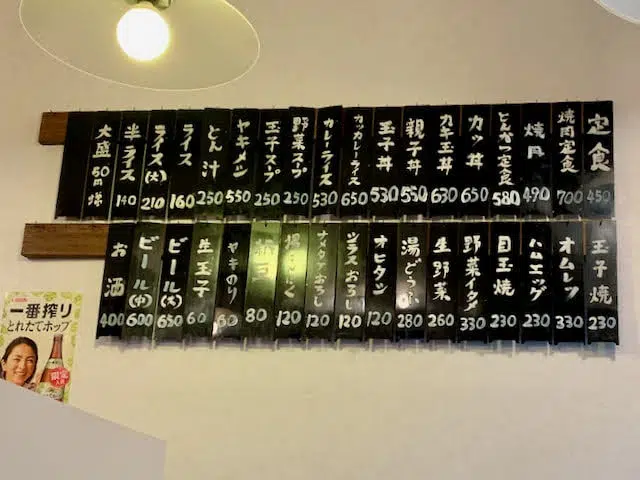 定食 450
焼肉定食 700
焼肉 490
とんかつ定食 580
カツ丼 650
カキ玉丼 630
親子丼 550
玉子丼 530
カツカレーライス 650
カレーライス 530
野菜スープ 250
玉子スープ 250
ヤキメシ 550
とん汁 250
ライス 160
ライス(大) 210
半ライス 140
大盛 50円増
玉子焼 230
オムレツ 330
ハムエッグ 230
目玉焼 230
野菜イタメ 330
生野菜 260
湯どうふ 280
オヒタシ 120
シラスおろし 120
ナメタケおろし 120
120
80
ヤキのり 60
生玉子 60
ビール(大) 650
ビール(中) 600
お酒 400
一番搾り
とれたてホップ
限定